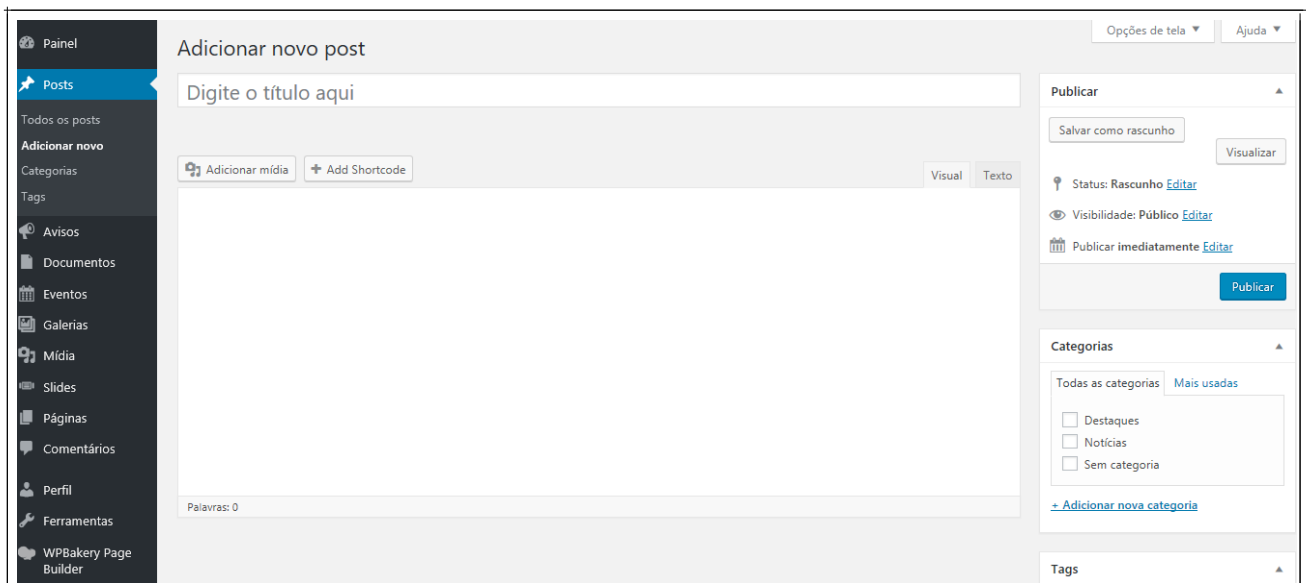 Painel
Posts
Todos os posts
Adicionar novo
Categorias
Tags
Avisos
Documentos
Eventos
Galerias
Mídia
Slides
Páginas
Comentários
Perfil
Ferramentas
WPBakery Page
Builder
Opções de tela
Ajuda
Adicionar novo post
Digite o título aqui
Adicionar mídia
Add Shortcode
Visual
Texto
Palavras: 0
Publicar
Salvar como rascunho
Visualizar
Status: Rascunho Editar
Visibilidade: Público Editar
Publicar imediatamente Editar
Publicar
Categorias
Todas as categorias
Mais usadas
Destaques
Notícias
Sem categoria
+ Adicionar nova categoria
Tags